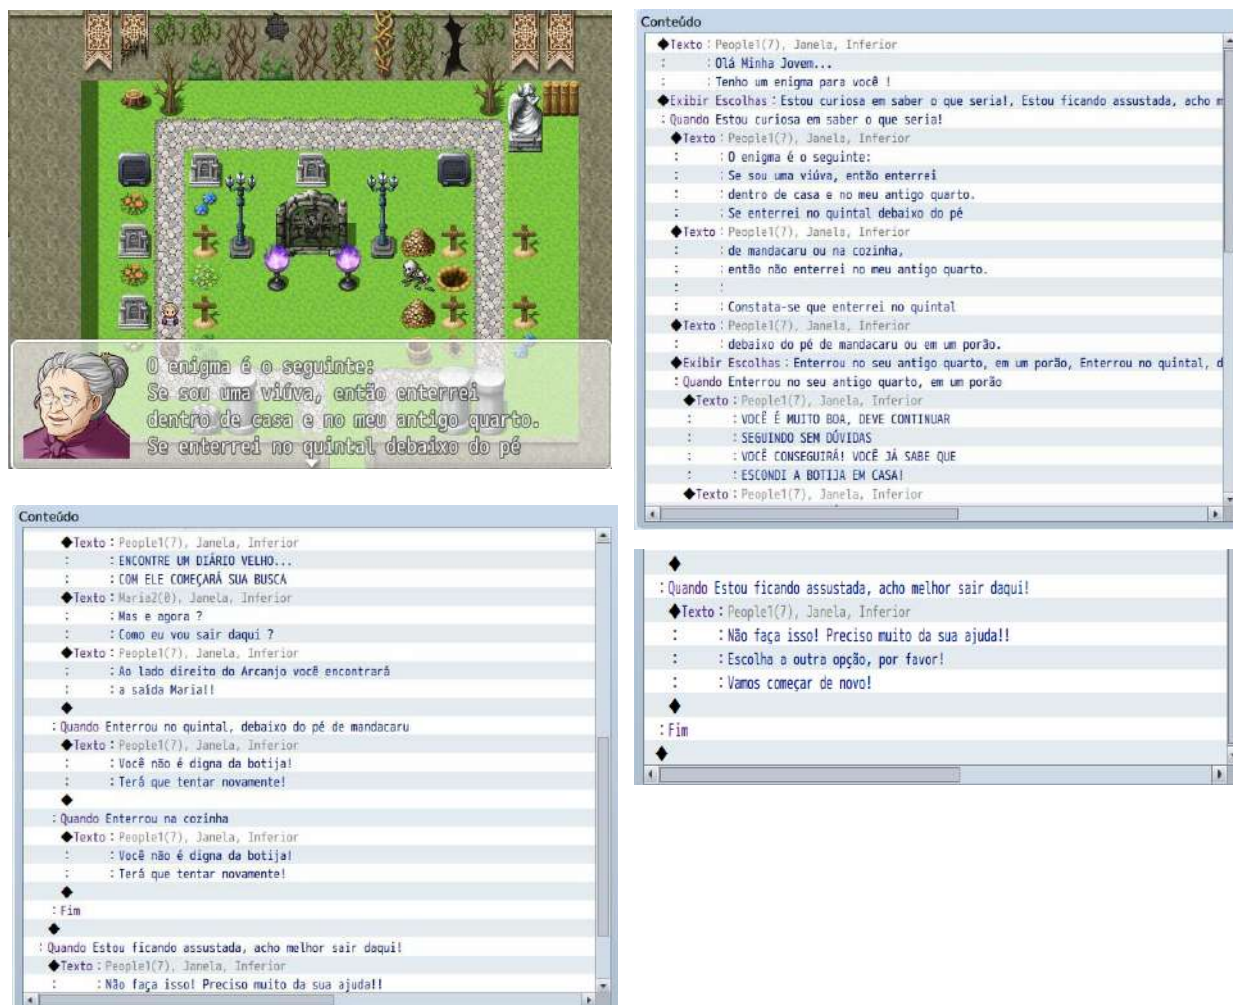 O enigma é o seguinte:
Se sou uma viúva, então enterrei
dentro de casa e no meu antigo quarto.
Se enterrei no quintal debaixo do pé
Conteúdo
◆Texto : People1(7), Janela, Inferior
: : Olá Minha Jovem...
: : Tenho um enigma para você !
◆Exibir Escolhas : Estou curiosa em saber o que seria!, Estou ficando assustada, acho m
: Quando Estou curiosa em saber o que seria!
◆Texto : People1(7), Janela, Inferior
: : O enigma é o seguinte:
: : Se sou uma viúva, então enterrei
: : dentro de casa e no meu antigo quarto.
: : Se enterrei no quintal debaixo do pé
◆Texto : People1(7), Janela, Inferior
: : de mandacaru ou na cozinha,
: : então não enterrei no meu antigo quarto.
: :
: : Constata-se que enterrei no quintal
◆Texto : People1(7), Janela, Inferior
: : debaixo do pé de mandacaru ou em um porão.
◆Exibir Escolhas : Enterrou no seu antigo quarto, em um porão, Enterrou no quintal, d
: Quando Enterrou no seu antigo quarto, em um porão
◆Texto : People1(7), Janela, Inferior
: : VOCÊ É MUITO BOA, DEVE CONTINUAR
: : SEGUINDO SEM DÚVIDAS
: : VOCÊ CONSEGUIRÁ! VOCÊ JÁ SABE QUE
: : ESCONDI A BOTIJA EM CASA!
◆Texto : People1(7), Janela, Inferior
Conteúdo
◆Texto : People1(7), Janela, Inferior
: : ENCONTRE UM DIÁRIO VELHO...
: : COM ELE COMEÇARÁ SUA BUSCA
◆Texto : Maria2(0), Janela, Inferior
: : Mas e agora ?
: : Como eu vou sair daqui ?
◆Texto : People1(7), Janela, Inferior
: : Ao lado direito do Arcanjo você encontrará
: : a saída Maria!!
◆
: Quando Enterrou no quintal, debaixo do pé de mandacaru
◆Texto : People1(7), Janela, Inferior
: : Você não é digna da botija!
: : Terá que tentar novamente!
◆
: Quando Enterrou na cozinha
◆Texto : People1(7), Janela, Inferior
: : Você não é digna da botija!
: : Terá que tentar novamente!
◆
: Fim
◆
: Quando Estou ficando assustada, acho melhor sair daqui!
◆Texto : People1(7), Janela, Inferior
: : Não faça isso! Preciso muito da sua ajuda!!
◆
: Quando Estou ficando assustada, acho melhor sair daqui!
◆Texto : People1(7), Janela, Inferior
: : Não faça isso! Preciso muito da sua ajuda!!
: : Escolha a outra opção, por favor!
: : Vamos começar de novo!
◆
: Fim
◆